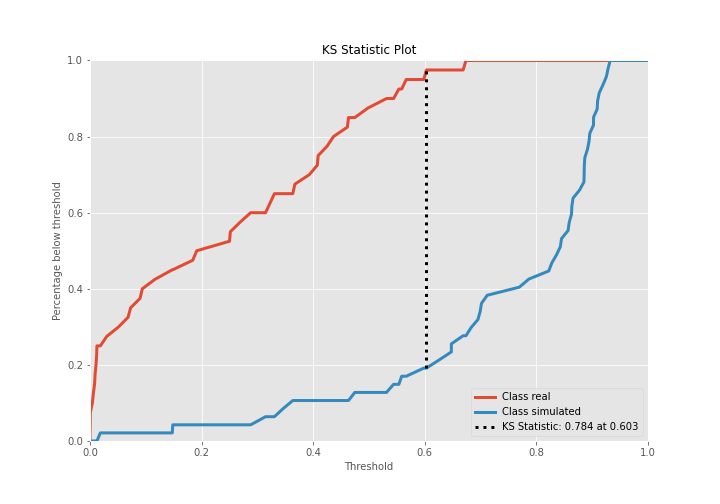 KS Statistic Plot
1.0
0.8
0.6
0.4
0.2
0.0
Percentage below threshold
0.0 0.2 0.4 0.6 0.8 1.0
Threshold
Class real
Class simulated
KS Statistic: 0.784 at 0.603